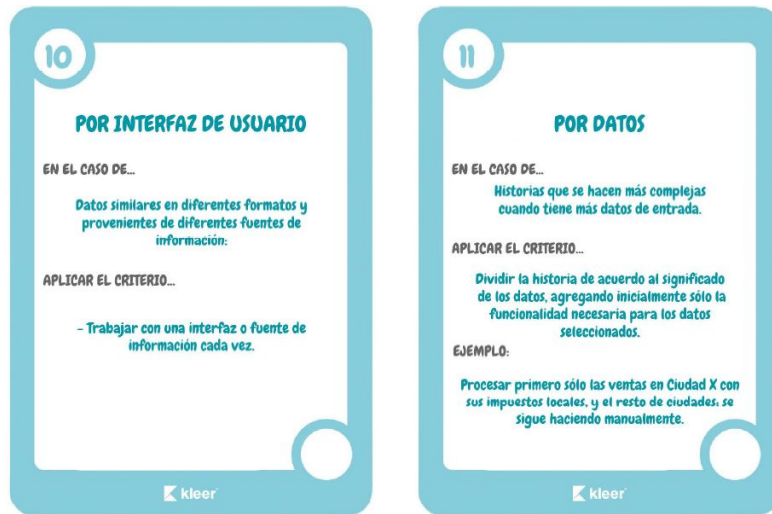 10
POR INTERFAZ DE USUARIO
EN EL CASO DE...
Datos similares en diferentes formatos y
provenientes de diferentes fuentes de
información:
APLICAR EL CRITERIO...
- Trabajar con una interfaz o fuente de
información cada vez.
kleer
11
POR DATOS
EN EL CASO DE...
Historias que se hacen más complejas
cuando tiene más datos de entrada.
APLICAR EL CRITERIO...
Dividir la historia de acuerdo al significado
de los datos, agregando inicialmente sólo la
funcionalidad necesaria para los datos
seleccionados.
EJEMPLO:
Procesar primero sólo las ventas en Ciudad X con
sus impuestos locales, y el resto de ciudades; se
sigue haciendo manualmente.
kleer